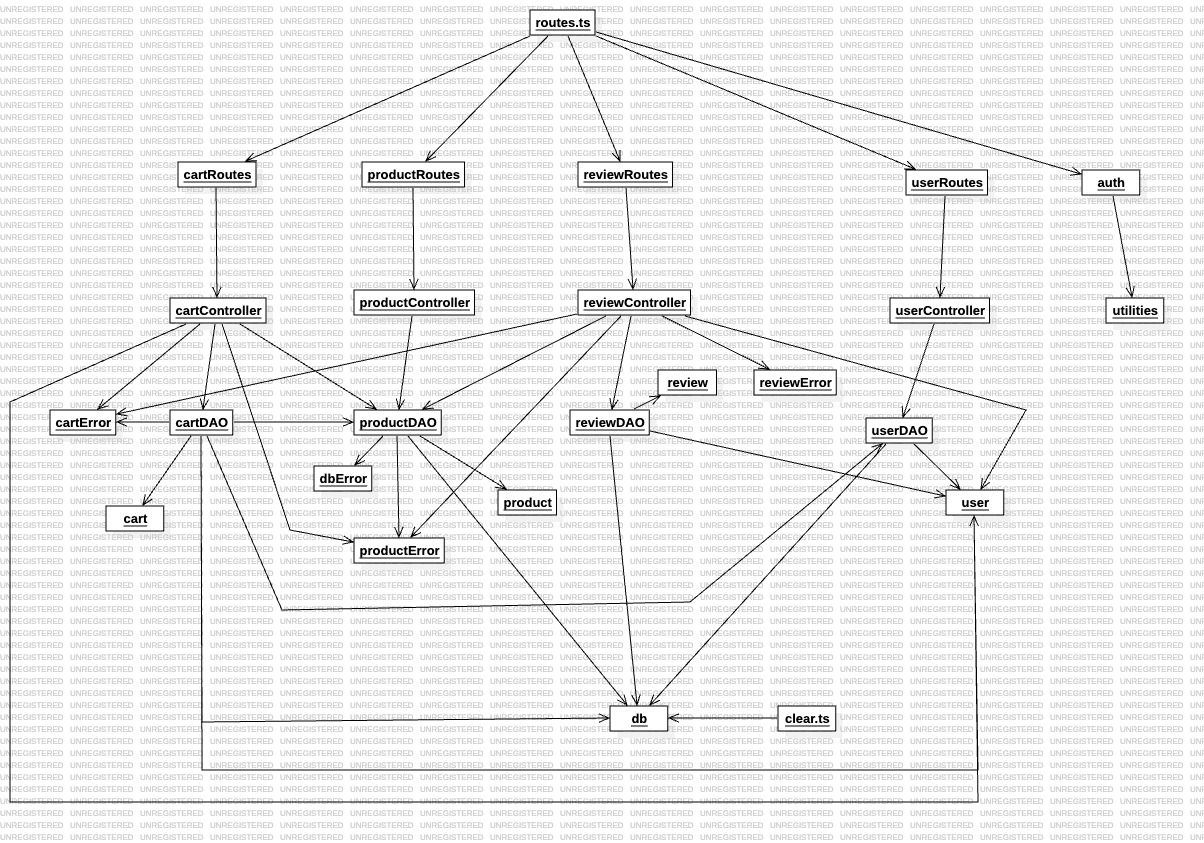 routes.ts
cartRoutes
productRoutes
reviewRoutes
userRoutes
auth
cartController
productController
reviewController
userController
utilities
review
reviewError
cartError
cartDAO
productDAO
reviewDAO
userDAO
dbError
product
user
cart
productError
db
clear.ts
UNREGISTERED